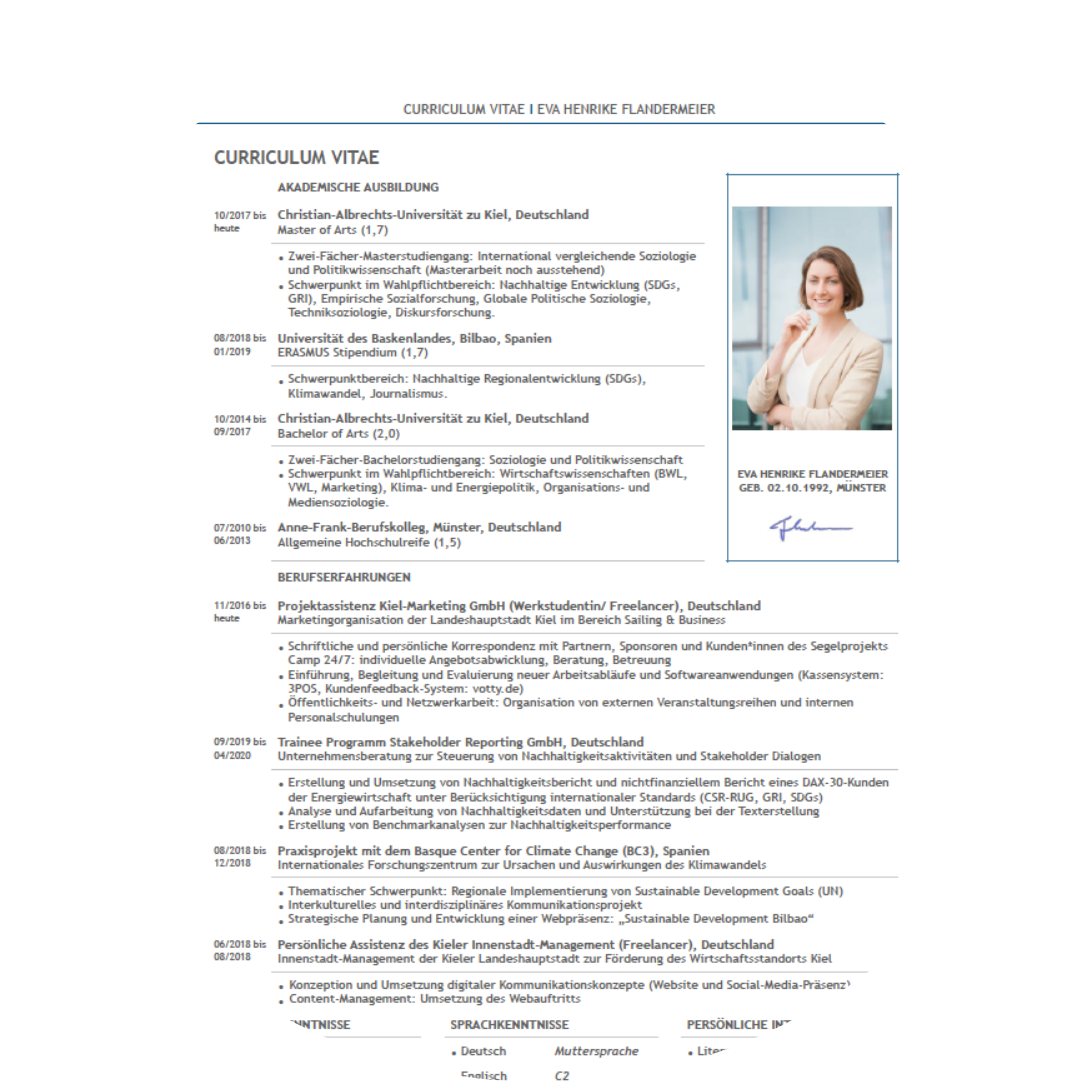 CURRICULUM VITAE I EVA HENRIKE FLANDERMEIER
CURRICULUM VITAE
AKADEMISCHE AUSBILDUNG
10/2017 bis heute Christian-Albrechts-Universität zu Kiel, Deutschland
Master of Arts (1,7)
• Zwei-Fächer-Masterstudiengang: International vergleichende Soziologie
und Politikwissenschaft (Masterarbeit noch ausstehend)
• Schwerpunkt im Wahlpflichtbereich: Nachhaltige Entwicklung (SDGs,
GRI), Empirische Sozialforschung, Globale Politische Soziologie,
Techniksoziologie, Diskursforschung.
08/2018 bis 01/2019 Universität des Baskenlandes, Bilbao, Spanien
ERASMUS Stipendium (1,7)
• Schwerpunktbereich: Nachhaltige Regionalentwicklung (SDGs),
Klimawandel, Journalismus.
10/2014 bis 09/2017 Christian-Albrechts-Universität zu Kiel, Deutschland
Bachelor of Arts (2,0)
• Zwei-Fächer-Bachelorstudiengang: Soziologie und Politikwissenschaft
• Schwerpunkt im Wahlpflichtbereich: Wirtschaftswissenschaften (BWL,
VWL, Marketing), Klima- und Energiepolitik, Organisations- und
Mediensoziologie.
07/2010 bis 06/2013 Anne-Frank-Berufskolleg, Münster, Deutschland
Allgemeine Hochschulreife (1,5)
EVA HENRIKE FLANDERMEIER
GEB. 02.10.1992, MÜNSTER
BERUFSERFAHRUNGEN
11/2016 bis heute Projektassistenz Kiel-Marketing GmbH (Werkstudentin/ Freelancer), Deutschland
Marketingorganisation der Landeshauptstadt Kiel im Bereich Sailing & Business
• Schriftliche und persönliche Korrespondenz mit Partnern, Sponsoren und Kunden*innen des Segelprojekts
Camp 24/7: individuelle Angebotsabwicklung, Beratung, Betreuung
• Einführung, Begleitung und Evaluierung neuer Arbeitsabläufe und Softwareanwendungen (Kassensystem:
3POS, Kundenfeedback-System: votty.de)
• Öffentlichkeits- und Netzwerkarbeit: Organisation von externen Veranstaltungsreihen und internen
Personalschulungen
09/2019 bis 04/2020 Trainee Programm Stakeholder Reporting GmbH, Deutschland
Unternehmensberatung zur Steuerung von Nachhaltigkeitsaktivitäten und Stakeholder Dialogen
• Erstellung und Umsetzung von Nachhaltigkeitsbericht und nichtfinanziellem Bericht eines DAX-30-Kunden
der Energiewirtschaft unter Berücksichtigung internationaler Standards (CSR-RUG, GRI, SDGs)
• Analyse und Aufarbeitung von Nachhaltigkeitsdaten und Unterstützung bei der Texterstellung
• Erstellung von Benchmarkanalysen zur Nachhaltigkeitsperformance
08/2018 bis 12/2018 Praxisprojekt mit dem Basque Center for Climate Change (BC3), Spanien
Internationales Forschungszentrum zur Ursachen und Auswirkungen des Klimawandels
• Thematischer Schwerpunkt: Regionale Implementierung von Sustainable Development Goals (UN)
• Interkulturelles und interdisziplinäres Kommunikationsprojekt
• Strategische Planung und Entwicklung einer Webpräsenz: „Sustainable Development Bilbao“
06/2018 bis 08/2018 Persönliche Assistenz des Kieler Innenstadt-Management (Freelancer), Deutschland
Innenstadt-Management der Kieler Landeshauptstadt zur Förderung des Wirtschaftsstandorts Kiel
• Konzeption und Umsetzung digitaler Kommunikationskonzepte (Website und Social-Media-Präsenz)
• Content-Management: Umsetzung des Webauftritts
SPRACHKENNTNISSE PERSÖNLICHE
• Deutsch Muttersprache
Englisch C2